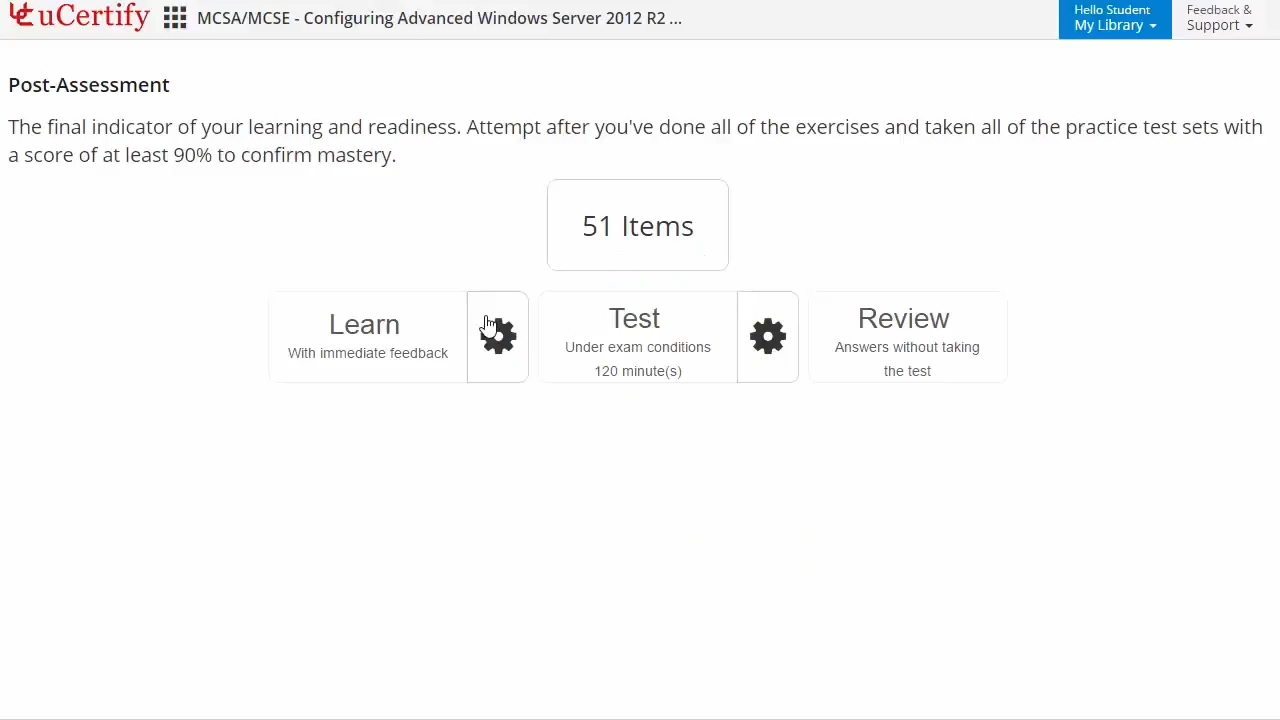 uCertify
MCSA/MCSE - Configuring Advanced Windows Server 2012 R2 ...
Hello Student
My Library
Feedback &
Support
Post-Assessment
The final indicator of your learning and readiness. Attempt after you've done all of the exercises and taken all of the practice test sets with
a score of at least 90% to confirm mastery.
51 Items
Learn
With immediate feedback
Test
Under exam conditions
120 minute(s)
Review
Answers without taking
the test